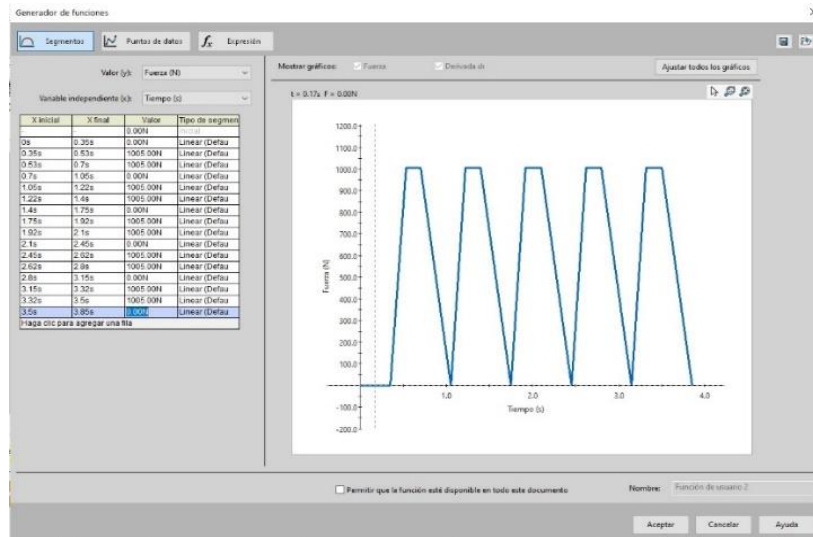 Generador de funciones
Segmentos Puntos de datos fx Expresión
Valor (y): Fuerza (N)
Variable independiente (x): Tiempo (s)
X inicial X final Valor Tipo de segmen
- - 0.00N Inicial
0s 0.35s 0.00N Linear (Defau
0.35s 0.53s 1005.00N Linear (Defau
0.53s 0.7s 1005.00N Linear (Defau
0.7s 1.05s 0.00N Linear (Defau
1.05s 1.22s 1005.00N Linear (Defau
1.22s 1.4s 1005.00N Linear (Defau
1.4s 1.75s 0.00N Linear (Defau
1.75s 1.92s 1005.00N Linear (Defau
1.92s 2.1s 1005.00N Linear (Defau
2.1s 2.45s 0.00N Linear (Defau
2.45s 2.62s 1005.00N Linear (Defau
2.62s 2.8s 1005.00N Linear (Defau
2.8s 3.15s 0.00N Linear (Defau
3.15s 3.32s 1005.00N Linear (Defau
3.32s 3.5s 1005.00N Linear (Defau
3.5s 3.85s 0.00N Linear (Defau
Haga clic para agregar una fila
Mostrar gráficos: Fuerza Derivada de Ajustar todos los gráficos
t = 0.17s F = 0.00N
1200.0
1100.0
1000.0
900.0
800.0
700.0
600.0
500.0
400.0
300.0
200.0
100.0
-100.0
-200.0
Fuerza (N)
1.0 2.0 3.0 4.0
Tiempo (s)
Permitir que la función esté disponible en todo este documento
Nombre: Función de usuario 2
Aceptar Cancelar Ayuda